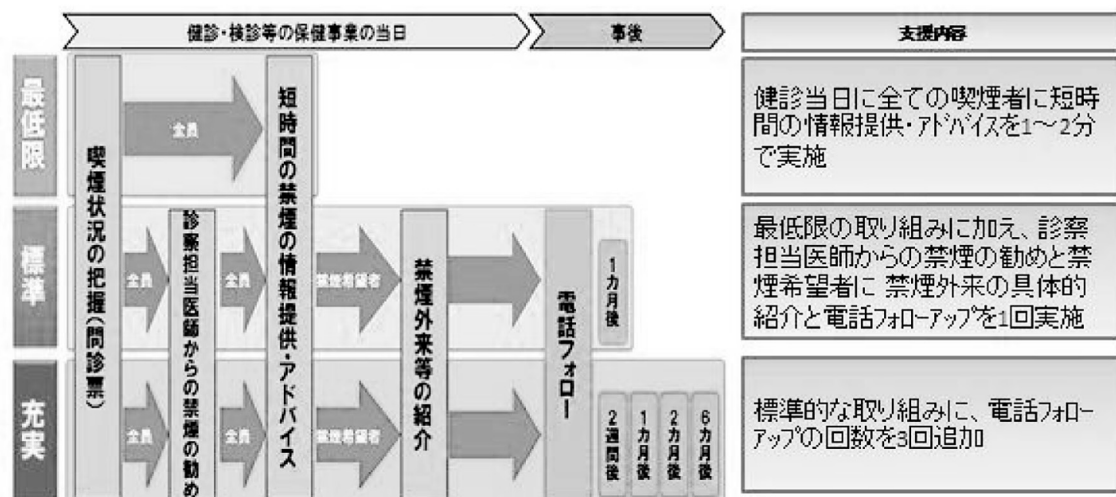 健診・検診等の保健事業の当日
事後
支援内容
最低限
喫煙状況の把握(問診票)
全員
短時間の禁煙の情報提供・アドバイス
健診当日に全ての喫煙者に短時
間の情報提供・アドバイスを1～2分
で実施
標準
全員
診察担当医師からの禁煙の勧め
全員
禁煙希望者
禁煙外来等の紹介
電話フォロー
1カ月後
最低限の取り組みに加え、診察
担当医師からの禁煙の勧めと禁
煙希望者に 禁煙外来の具体的
紹介と電話フォローアップを1回実施
充実
全員
全員
禁煙希望者
2週間後
1カ月後
2カ月後
6カ月後
標準的な取り組みに、電話フォロー
アップの回数を3回追加